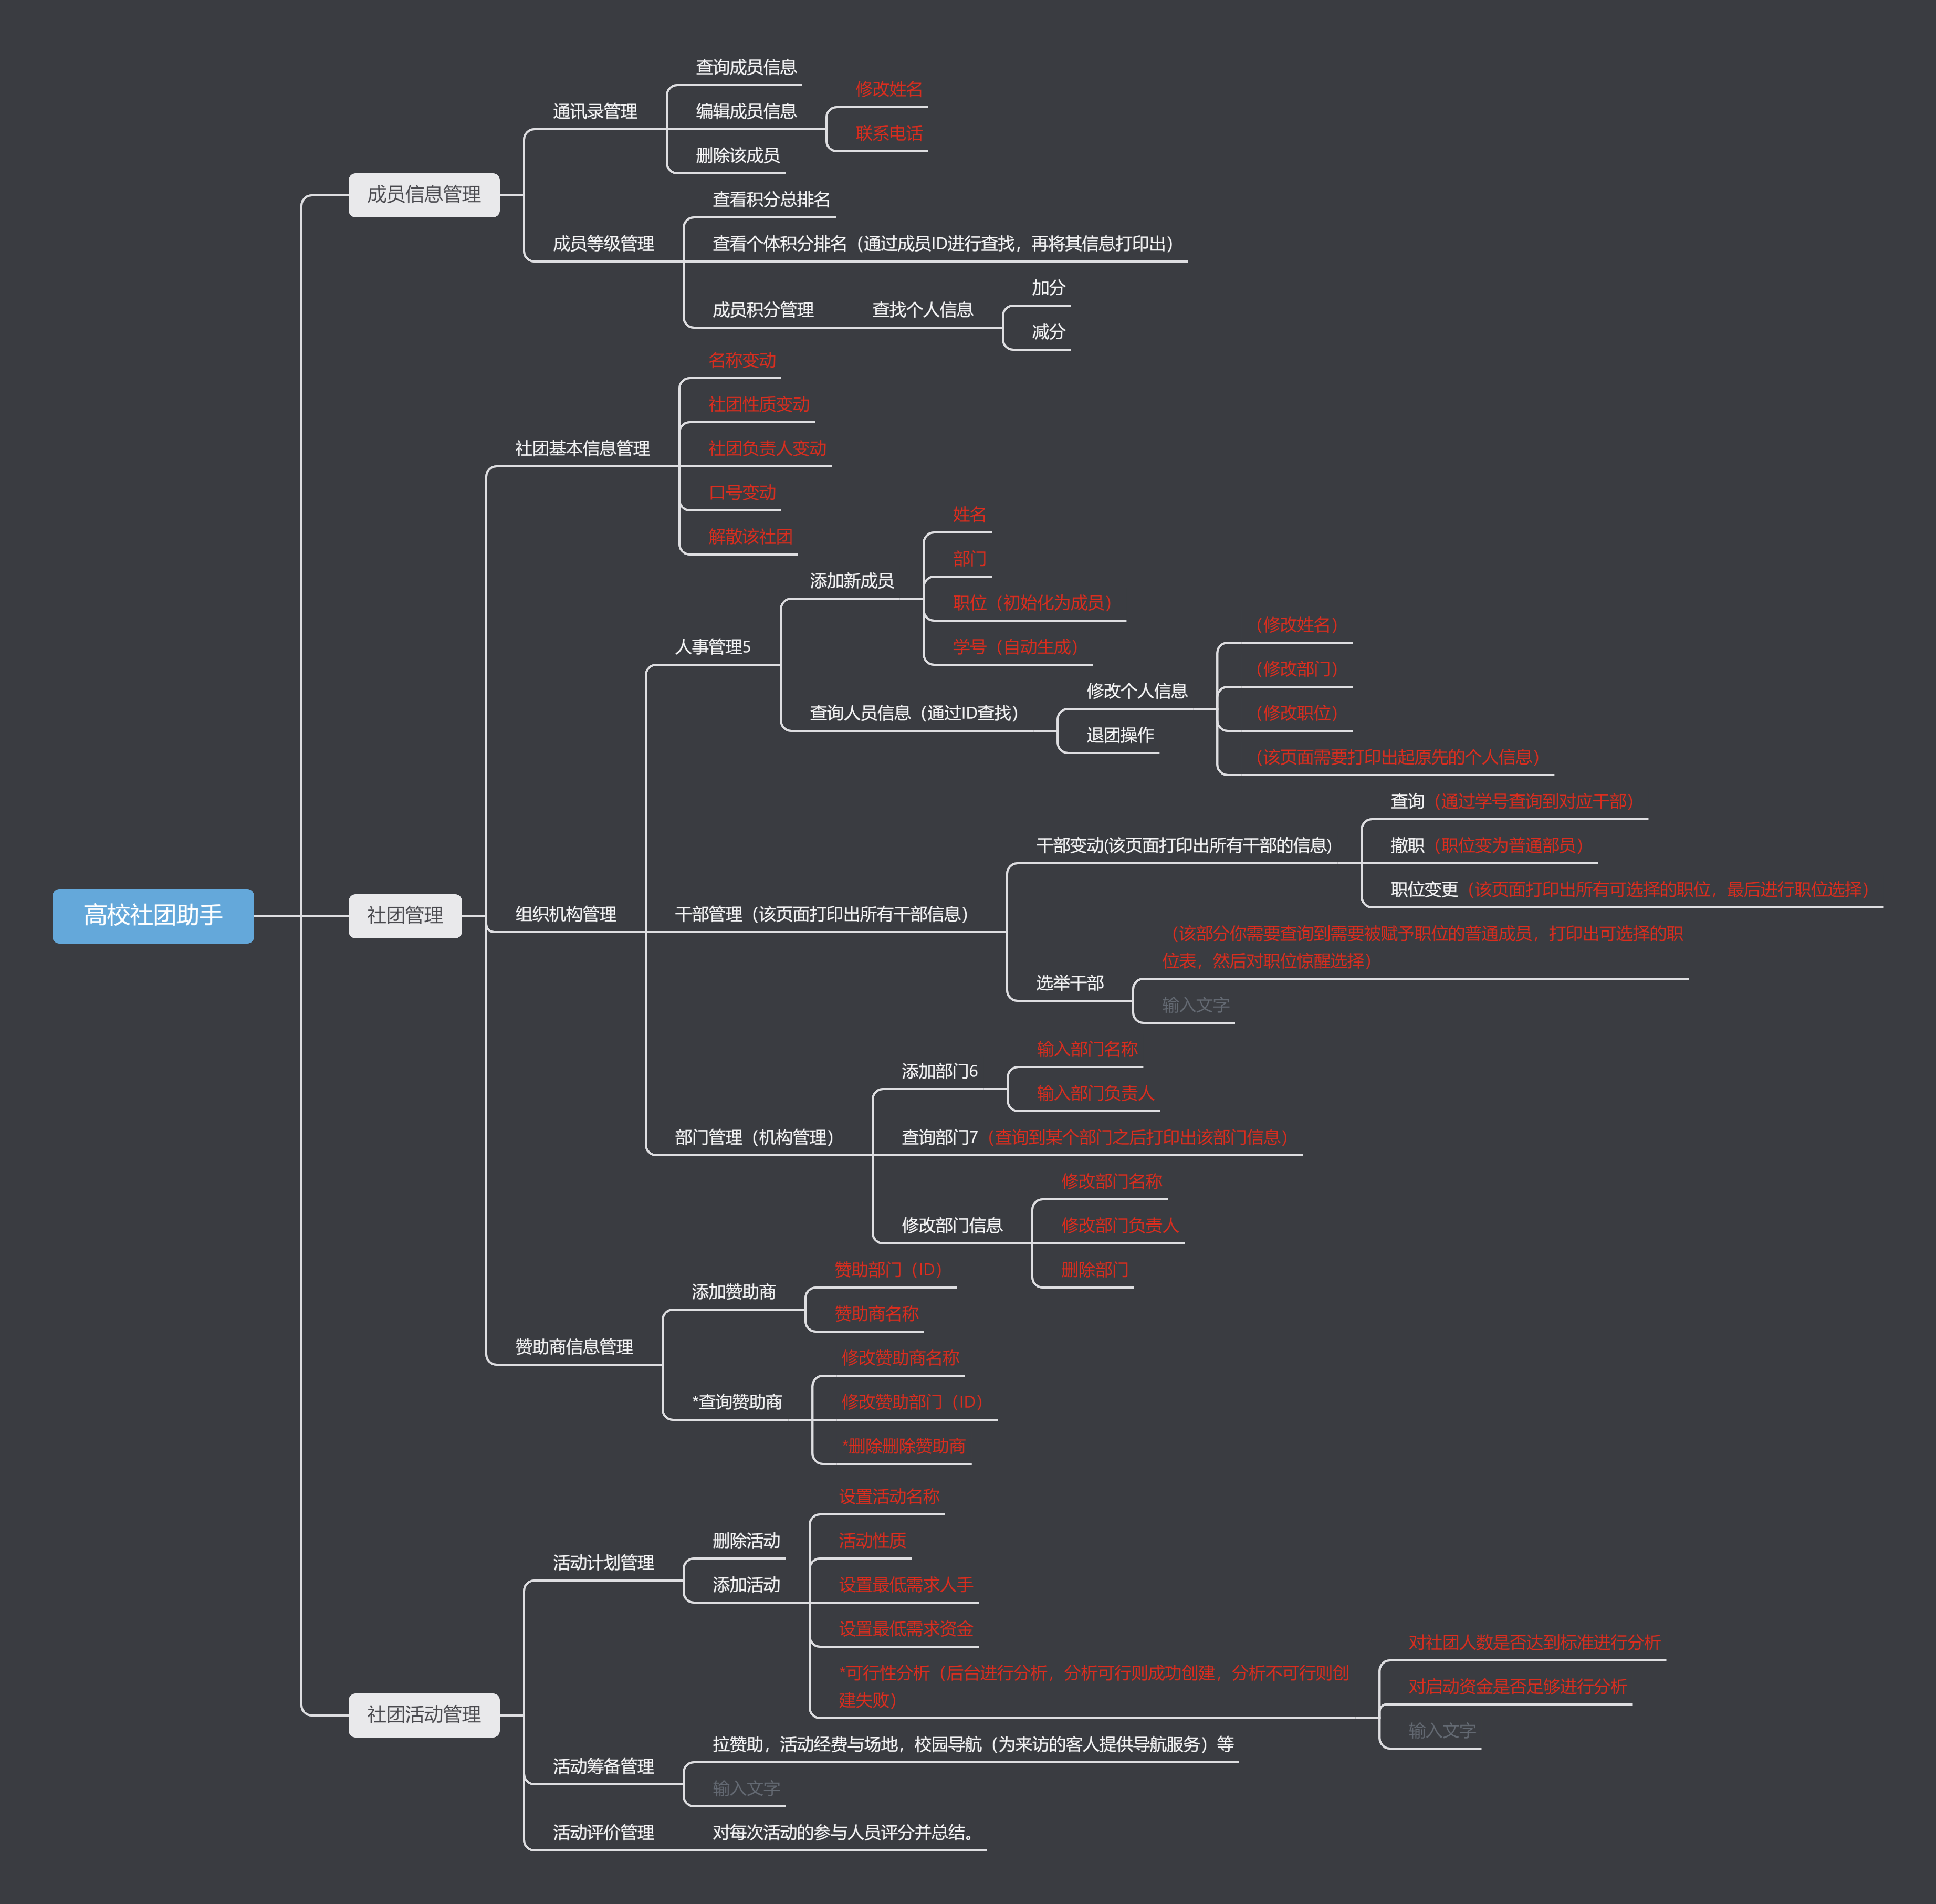 高校社团助手
成员信息管理
通讯录管理
查询成员信息
编辑成员信息
修改姓名
联系电话
删除该成员
成员等级管理
查看积分总排名
查看个体积分排名（通过成员ID进行查找，再将其信息打印出）
成员积分管理
查找个人信息
加分
减分
社团管理
社团基本信息管理
名称变动
社团性质变动
社团负责人变动
口号变动
解散该社团
组织机构管理
人事管理5
添加新成员
姓名
部门
职位（初始化为成员）
学号（自动生成）
查询人员信息（通过ID查找）
修改个人信息
（修改姓名）
（修改部门）
（修改职位）
（该页面需要打印出起原先的个人信息）
退团操作
干部管理（该页面打印出所有干部信息）
干部变动(该页面打印出所有干部的信息)
查询（通过学号查询到对应干部）
撤职（职位变为普通部员）
职位变更（该页面打印出所有可选择的职位，最后进行职位选择）
选举干部
（该部分你需要查询到需要被赋予职位的普通成员，打印出可选择的职
位表，然后对职位惊醒选择）
输入文字
部门管理（机构管理）
添加部门6
输入部门名称
输入部门负责人
查询部门7（查询到某个部门之后打印出该部门信息）
修改部门信息
修改部门名称
修改部门负责人
删除部门
赞助商信息管理
添加赞助商
赞助部门（ID）
赞助商名称
*查询赞助商
修改赞助商名称
修改赞助部门（ID）
*删除删除赞助商
社团活动管理
活动计划管理
删除活动
添加活动
设置活动名称
活动性质
设置最低需求人手
设置最低需求资金
*可行性分析（后台进行分析，分析可行则成功创建，分析不可行则创
建失败）
对社团人数是否达到标准进行分析
对启动资金是否足够进行分析
输入文字
活动筹备管理
拉赞助，活动经费与场地，校园导航（为来访的客人提供导航服务）等
输入文字
活动评价管理
对每次活动的参与人员评分并总结。